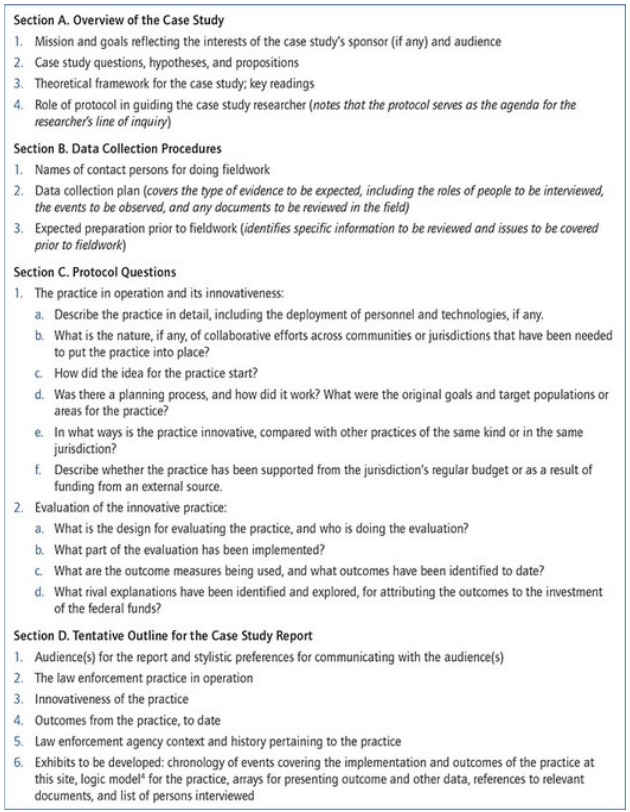 Section A. Overview of the Case Study
1. Mission and goals reflecting the interests of the case study's sponsor (if any) and audience
2. Case study questions, hypotheses, and propositions
3. Theoretical framework for the case study; key readings
4. Role of protocol in guiding the case study researcher (notes that the protocol serves as the agenda for the
researcher's line of inquiry)
Section B. Data Collection Procedures
1. Names of contact persons for doing fieldwork
2. Data collection plan (covers the type of evidence to be expected, including the roles of people to be interviewed,
the events to be observed, and any documents to be reviewed in the field)
3. Expected preparation prior to fieldwork (identifies specific information to be reviewed and issues to be covered
prior to fieldwork)
Section C. Protocol Questions
1. The practice in operation and its innovativeness:
a. Describe the practice in detail, including the deployment of personnel and technologies, if any.
b. What is the nature, if any, of collaborative efforts across communities or jurisdictions that have been needed
to put the practice into place?
c. How did the idea for the practice start?
d. Was there a planning process, and how did it work? What were the original goals and target populations or
areas for the practice?
e. In what ways is the practice innovative, compared with other practices of the same kind or in the same
jurisdiction?
f. Describe whether the practice has been supported from the jurisdiction's regular budget or as a result of
funding from an external source.
2. Evaluation of the innovative practice:
a. What is the design for evaluating the practice, and who is doing the evaluation?
b. What part of the evaluation has been implemented?
c. What are the outcome measures being used, and what outcomes have been identified to date?
d. What rival explanations have been identified and explored, for attributing the outcomes to the investment
of the federal funds?
Section D. Tentative Outline for the Case Study Report
1. Audience(s) for the report and stylistic preferences for communicating with the audience(s)
2. The law enforcement practice in operation
3. Innovativeness of the practice
4. Outcomes from the practice, to date
5. Law enforcement agency context and history pertaining to the practice
6. Exhibits to be developed: chronology of events covering the implementation and outcomes of the practice at
this site, logic model⁴ for the practice, arrays for presenting outcome and other data, references to relevant
documents, and list of persons interviewed